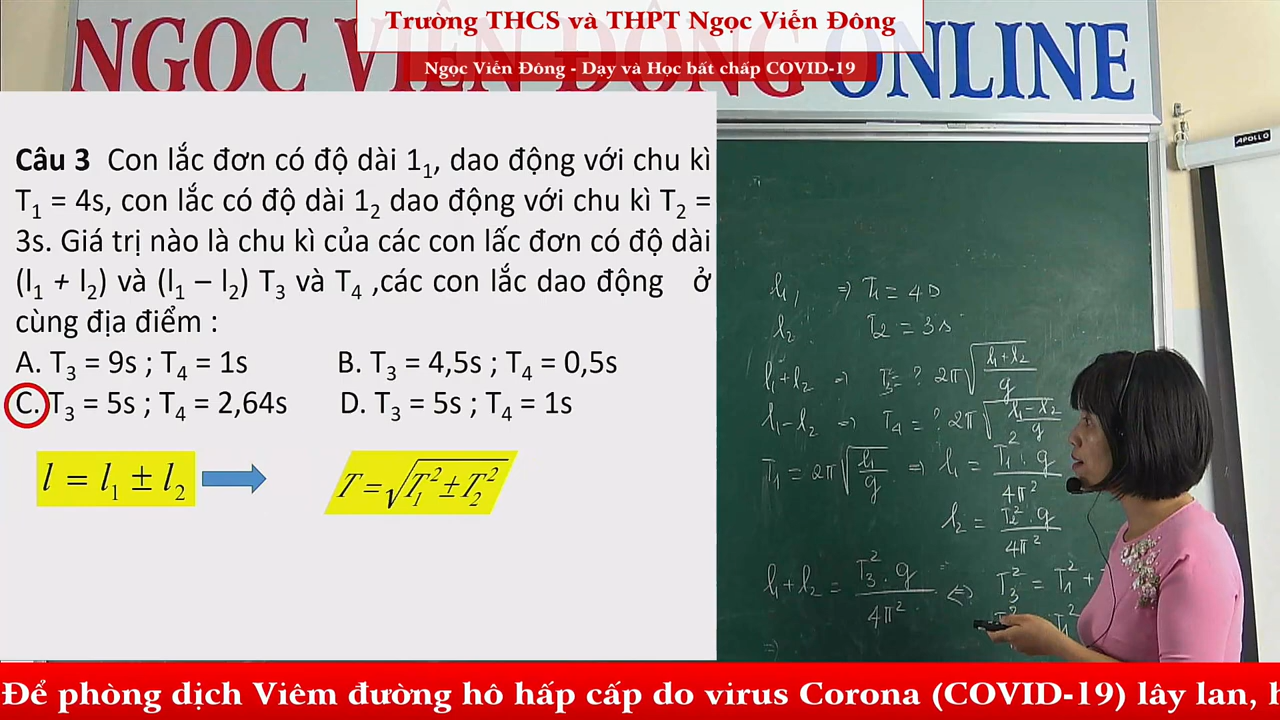 Trường THCS và THPT Ngọc Viễn Đông
NGỌC VIỄN ĐÔNG ONLINE
Ngọc Viễn Đông - Dạy và Học bất chấp COVID-19
APOLLO
Câu 3 Con lắc đơn có độ dài 1₁, dao động với chu kì
T₁ = 4s, con lắc có độ dài 1₂ dao động với chu kì T₂ =
3s. Giá trị nào là chu kì của các con lấc đơn có độ dài
(l₁ + l₂) và (l₁ – l₂) T₃ và T₄ ,các con lắc dao động ở
cùng địa điểm :
A. T₃ = 9s ; T₄ = 1s B. T₃ = 4,5s ; T₄ = 0,5s
C. T₃ = 5s ; T₄ = 2,64s D. T₃ = 5s ; T₄ = 1s
l = l₁ ± l₂ T = √(T₁² ± T₂²)
l₁, ⇒ T₁ = 4s
l₂ T₂ = 3s
l₁+l₂ ⇒ T₃ = ? 2π√((l₁+l₂)/g)
l₁-l₂ ⇒ T₄ = ? 2π√((l₁-l₂)/g)
T₁ = 2π√(l₁/g) ⇒ l₁ = (T₁².g)/(4π²)
l₂ = (T₂².g)/(4π²)
l₁+l₂ = (T₃².g)/(4π²) ⇔ T₃² = T₁² +
T₁²
Để phòng dịch Viêm đường hô hấp cấp do virus Corona (COVID-19) lây lan, h